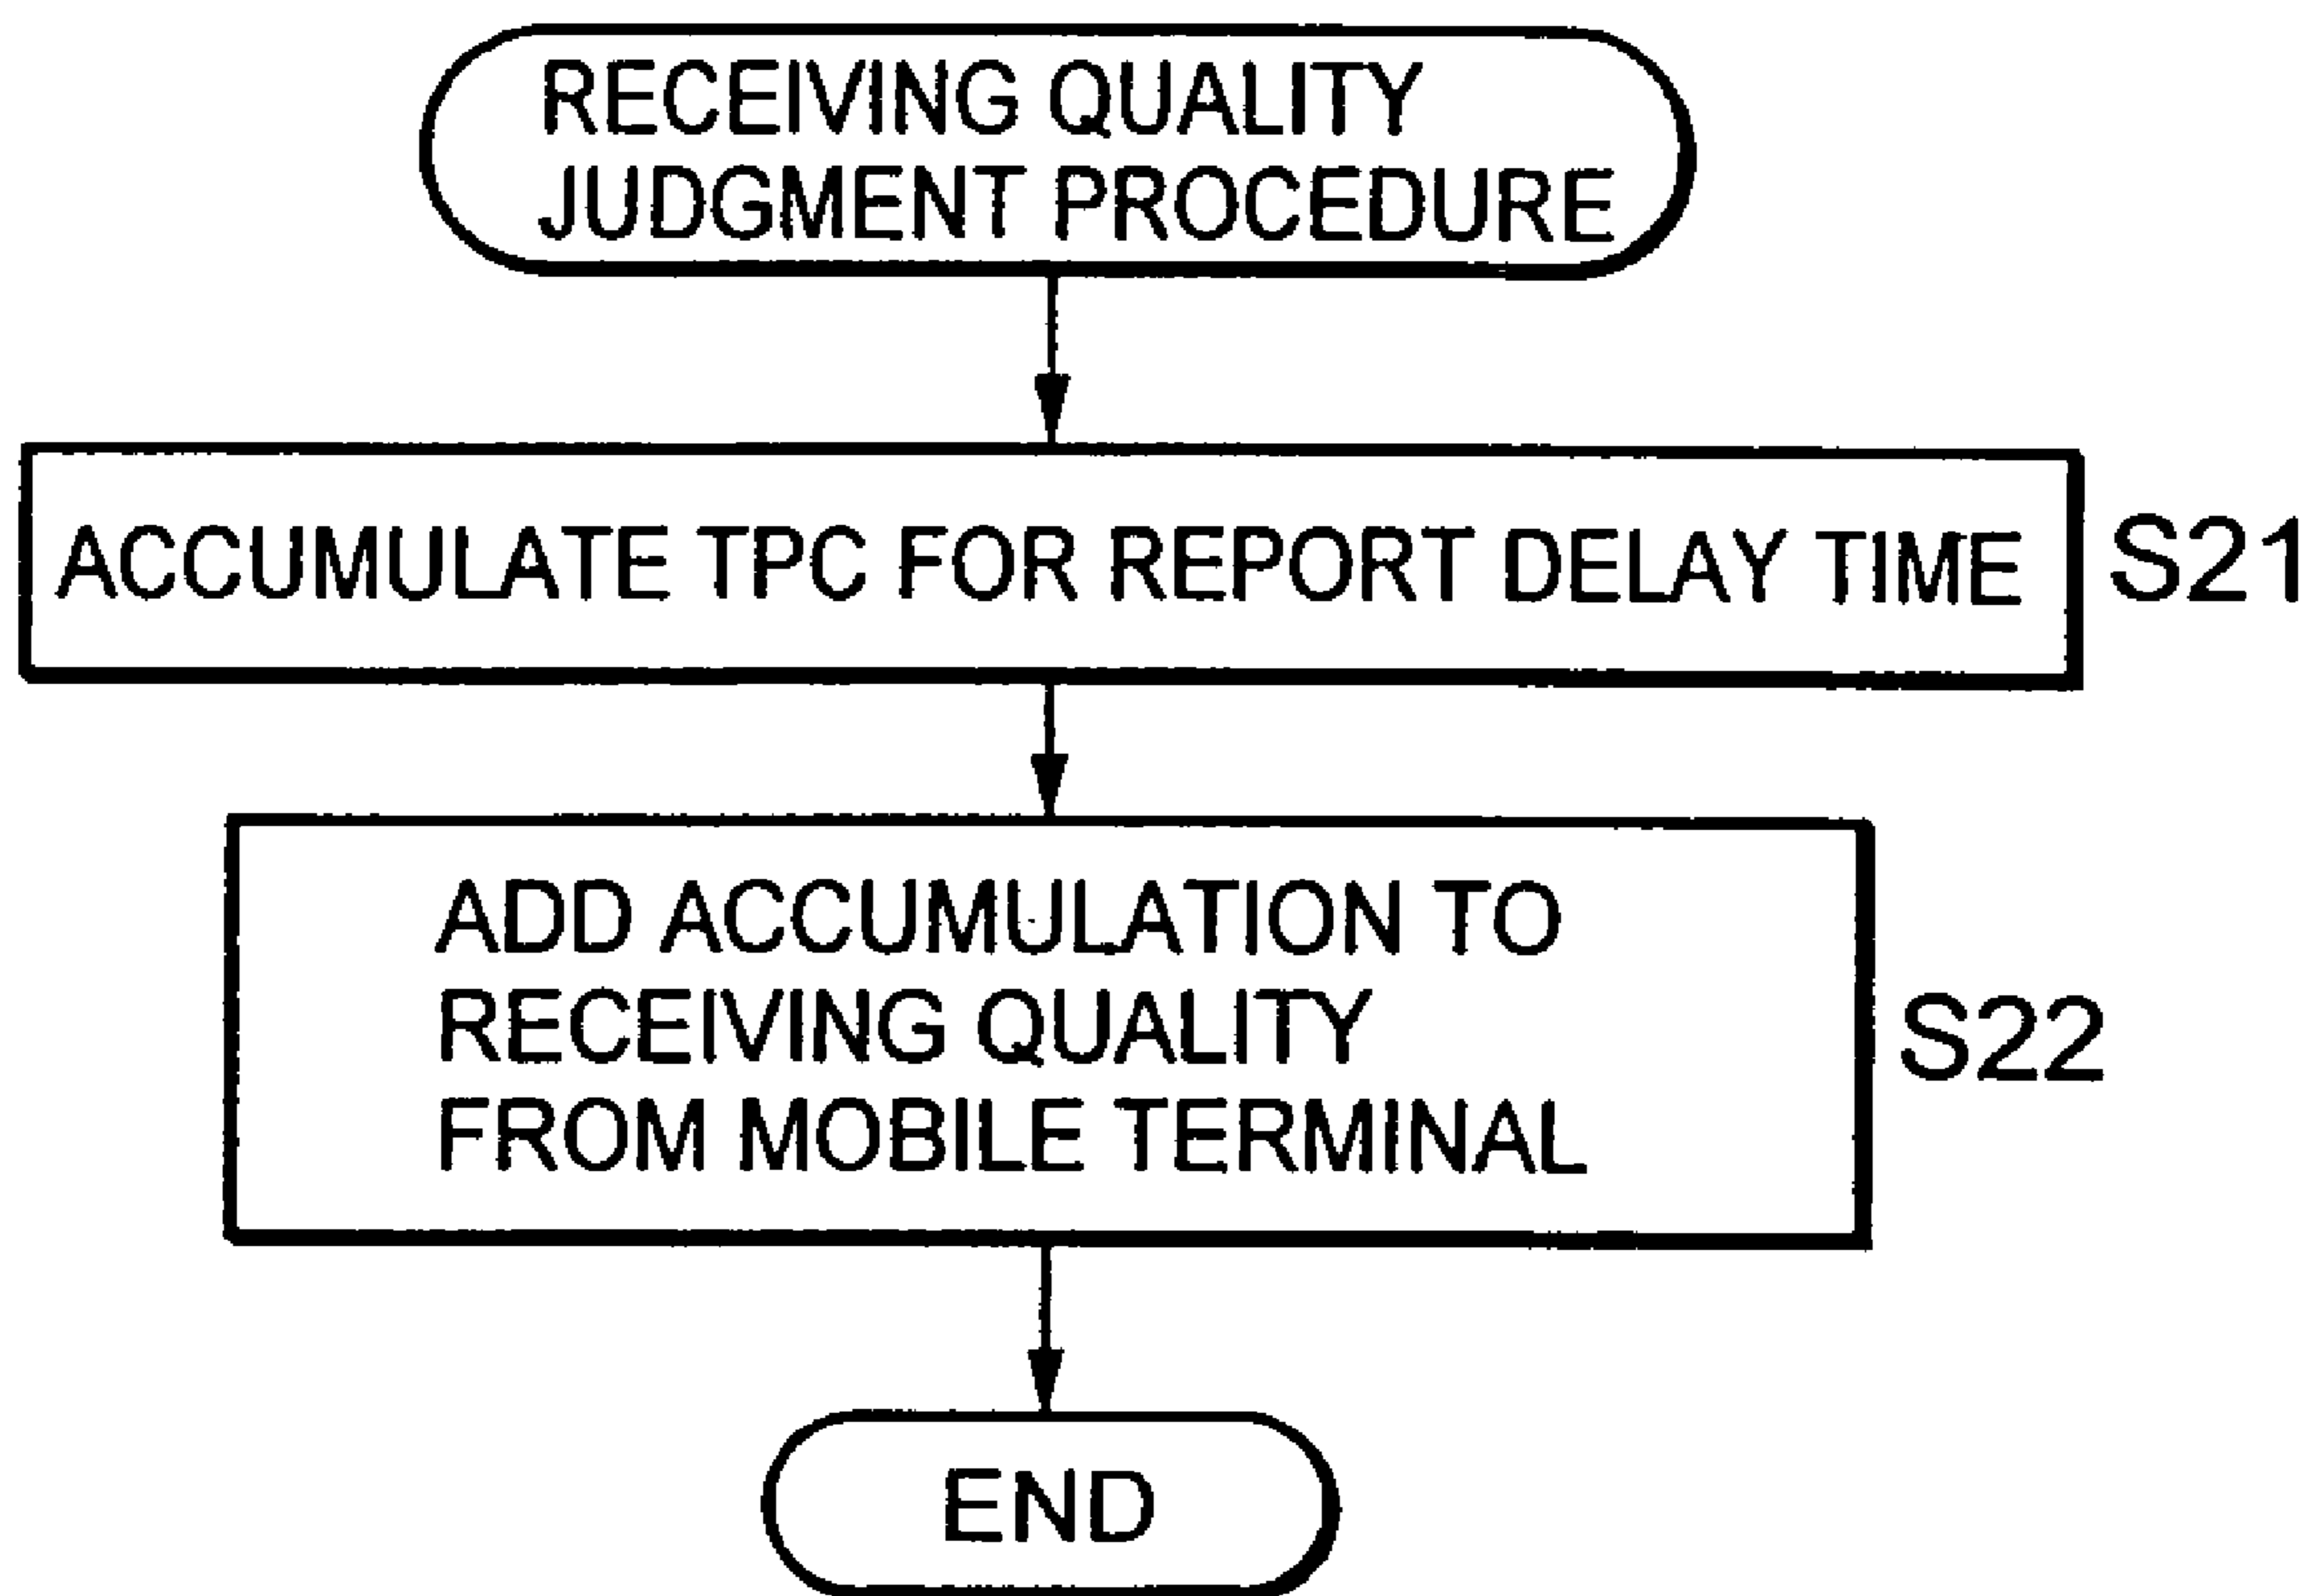 RECEIVING QUALITY
JUDGMENT PROCEDURE
ACCUMULATE TPC FOR REPORT DELAY TIME
S21
ADD ACCUMULATION TO
RECEIVING QUALITY
FROM MOBILE TERMINAL
S22
END